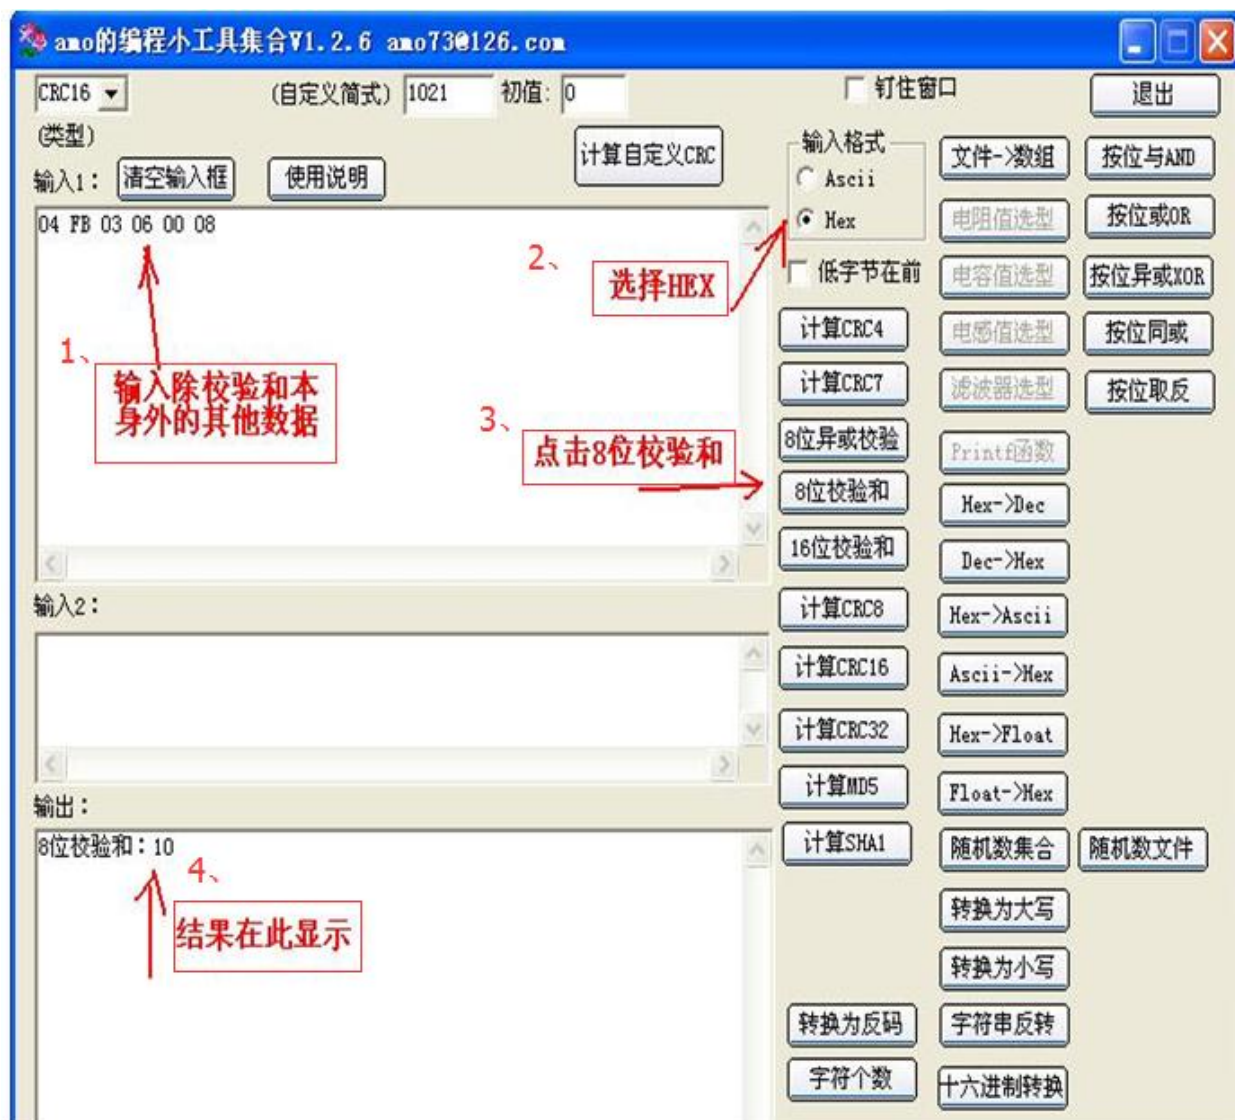 amo的编程小工具集合V1.2.6 amo73@126.com
CRC16 (自定义简式) 1021 初值: 0 钉住窗口 退出
(类型)
计算自定义CRC
输入格式
文件->数组 按位与AND
输入1: 清空输入框 使用说明
Ascii
04 FB 03 06 00 08
Hex
电阻值选型 按位或OR
2、
选择HEX
低字节在前 电容值选型 按位异或XOR
计算CRC4 电感值选型 按位同或
1、
输入除校验和本
身外的其他数据
计算CRC7 滤波器选型 按位取反
3、
点击8位校验和
8位异或校验 Printf函数
8位校验和 Hex->Dec
16位校验和 Dec->Hex
输入2:
计算CRC8 Hex->Ascii
计算CRC16 Ascii->Hex
计算CRC32 Hex->Float
计算MD5 Float->Hex
输出:
8位校验和:10
计算SHA1 随机数集合 随机数文件
4、
结果在此显示
转换为大写
转换为小写
转换为反码 字符串反转
字符个数 十六进制转换